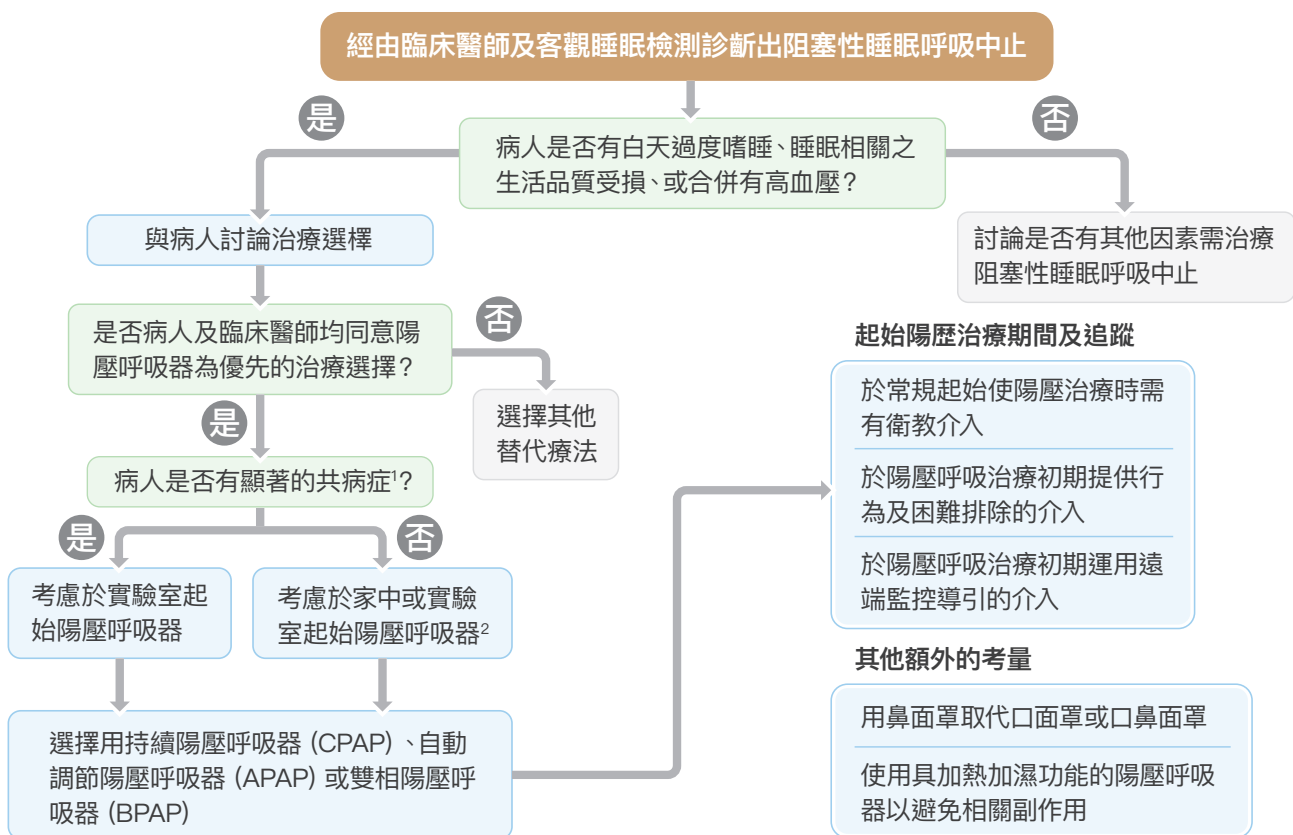 經由臨床醫師及客觀睡眠檢測診斷出阻塞性睡眠呼吸中止
是
否
病人是否有白天過度嗜睡、睡眠相關之
生活品質受損、或合併有高血壓?
與病人討論治療選擇
討論是否有其他因素需治療
阻塞性睡眠呼吸中止
是否病人及臨床醫師均同意陽
壓呼吸器為優先的治療選擇?
否
選擇其他
替代療法
是
病人是否有顯著的共病症¹?
是
否
考慮於實驗室起
始陽壓呼吸器
考慮於家中或實驗
室起始陽壓呼吸器²
選擇用持續陽壓呼吸器 (CPAP)、自動
調節陽壓呼吸器 (APAP) 或雙相陽壓呼
吸器 (BPAP)
起始陽歷治療期間及追蹤
於常規起始使陽壓治療時需
有衛教介入
於陽壓呼吸治療初期提供行
為及困難排除的介入
於陽壓呼吸治療初期運用遠
端監控導引的介入
其他額外的考量
用鼻面罩取代口面罩或口鼻面罩
使用具加熱加濕功能的陽壓呼吸
器以避免相關副作用